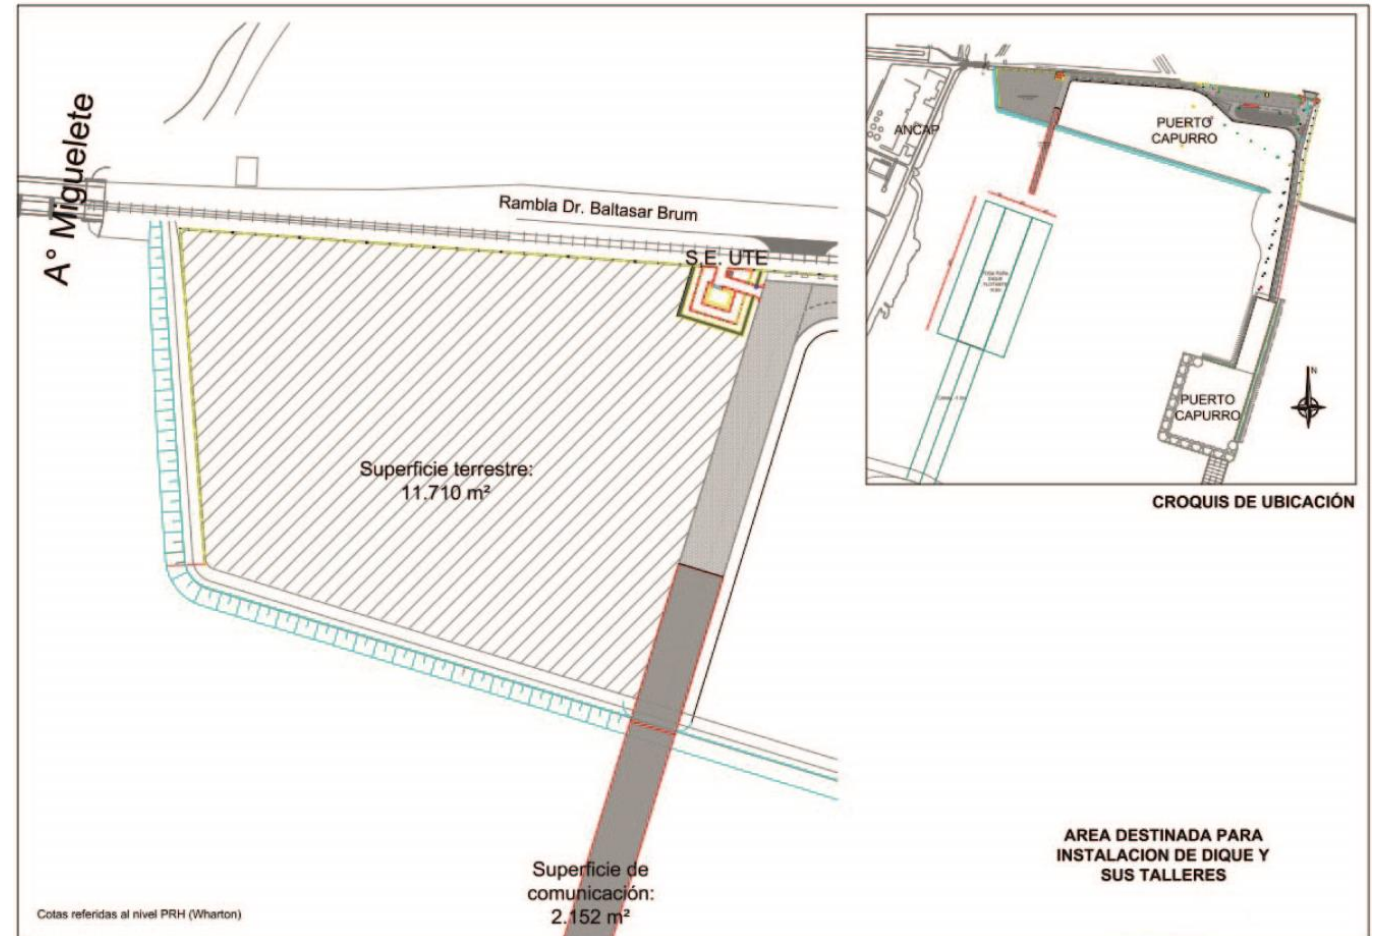 A° Miguelete
Rambla Dr. Baltasar Brum
S.E. UTE
Superficie terrestre:
11.710 m²
Superficie de
comunicación:
2.152 m²
Cotas referidas al nivel PRH (Wharton)
ANCAP
PUERTO
CAPURRO
PUERTO
CAPURRO
N
CROQUIS DE UBICACIÓN
AREA DESTINADA PARA
INSTALACION DE DIQUE Y
SUS TALLERES